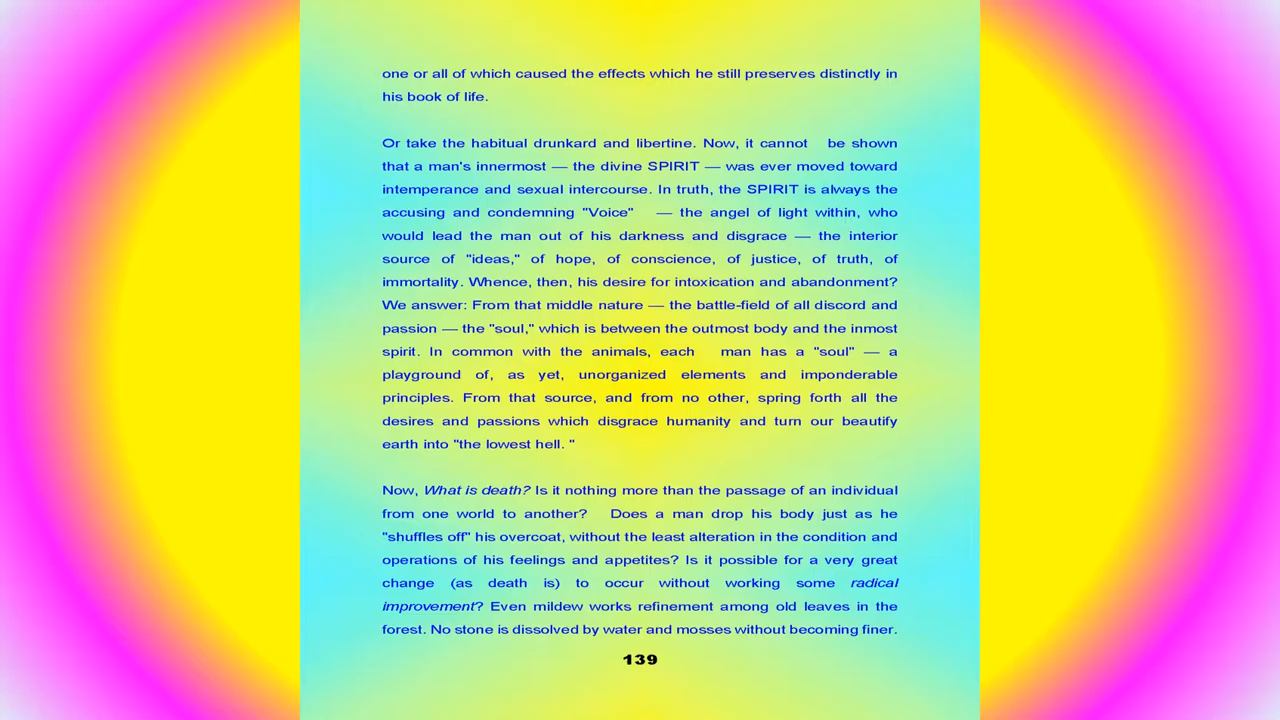 one or all of which caused the effects which he still preserves distinctly in
his book of life.
Or take the habitual drunkard and libertine. Now, it cannot be shown
that a man's innermost — the divine SPIRIT — was ever moved toward
intemperance and sexual intercourse. In truth, the SPIRIT is always the
accusing and condemning "Voice" — the angel of light within, who
would lead the man out of his darkness and disgrace — the interior
source of "ideas," of hope, of conscience, of justice, of truth, of
immortality. Whence, then, his desire for intoxication and abandonment?
We answer: From that middle nature — the battle-field of all discord and
passion — the "soul," which is between the outmost body and the inmost
spirit. In common with the animals, each man has a "soul" — a
playground of, as yet, unorganized elements and imponderable
principles. From that source, and from no other, spring forth all the
desires and passions which disgrace humanity and turn our beautify
earth into "the lowest hell. "
Now, What is death? Is it nothing more than the passage of an individual
from one world to another? Does a man drop his body just as he
"shuffles off" his overcoat, without the least alteration in the condition and
operations of his feelings and appetites? Is it possible for a very great
change (as death is) to occur without working some radical
improvement? Even mildew works refinement among old leaves in the
forest. No stone is dissolved by water and mosses without becoming finer.
139